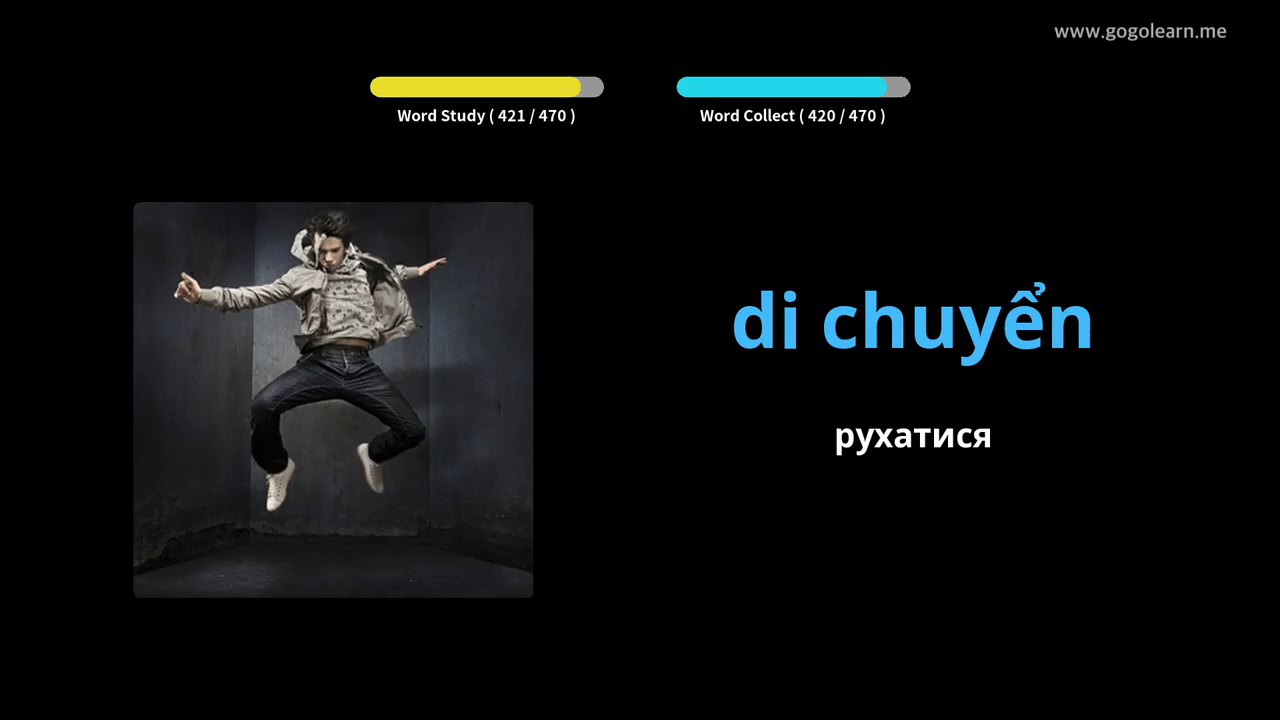 www.gogolearn.me
Word Study ( 421 / 470 )
Word Collect ( 420 / 470 )
di chuyển
рухатися